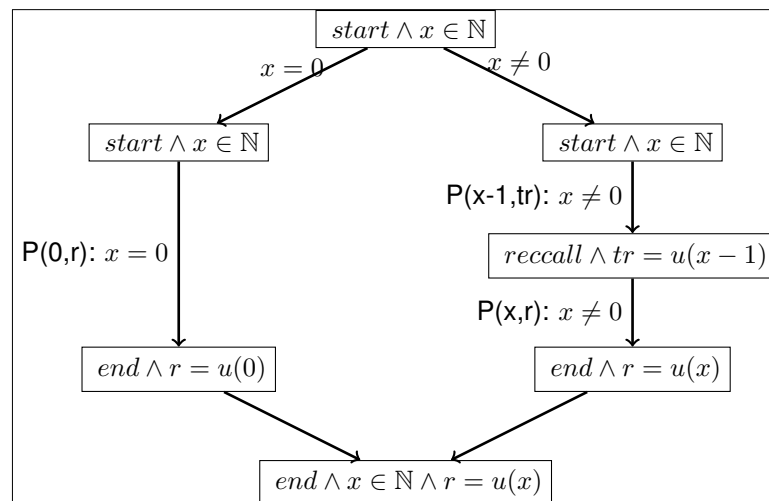 start ∧ x ∈ ℕ
x = 0
x ≠ 0
start ∧ x ∈ ℕ
start ∧ x ∈ ℕ
P(x-1,tr): x ≠ 0
P(0,r): x = 0
reccall ∧ tr = u(x − 1)
P(x,r): x ≠ 0
end ∧ r = u(0)
end ∧ r = u(x)
end ∧ x ∈ ℕ ∧ r = u(x)